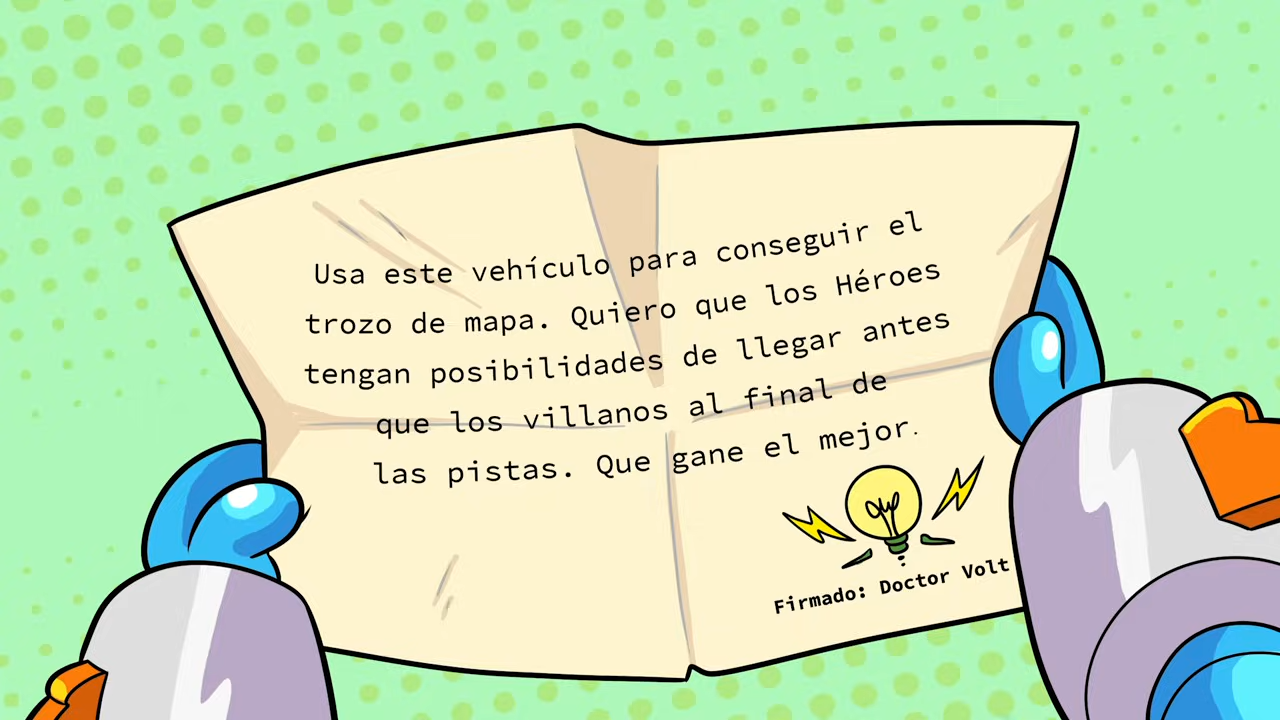 Usa este vehículo para conseguir el
trozo de mapa. Quiero que los Héroes
tengan posibilidades de llegar antes
que los villanos al final de
las pistas. Que gane el mejor.
Firmado: Doctor Volt